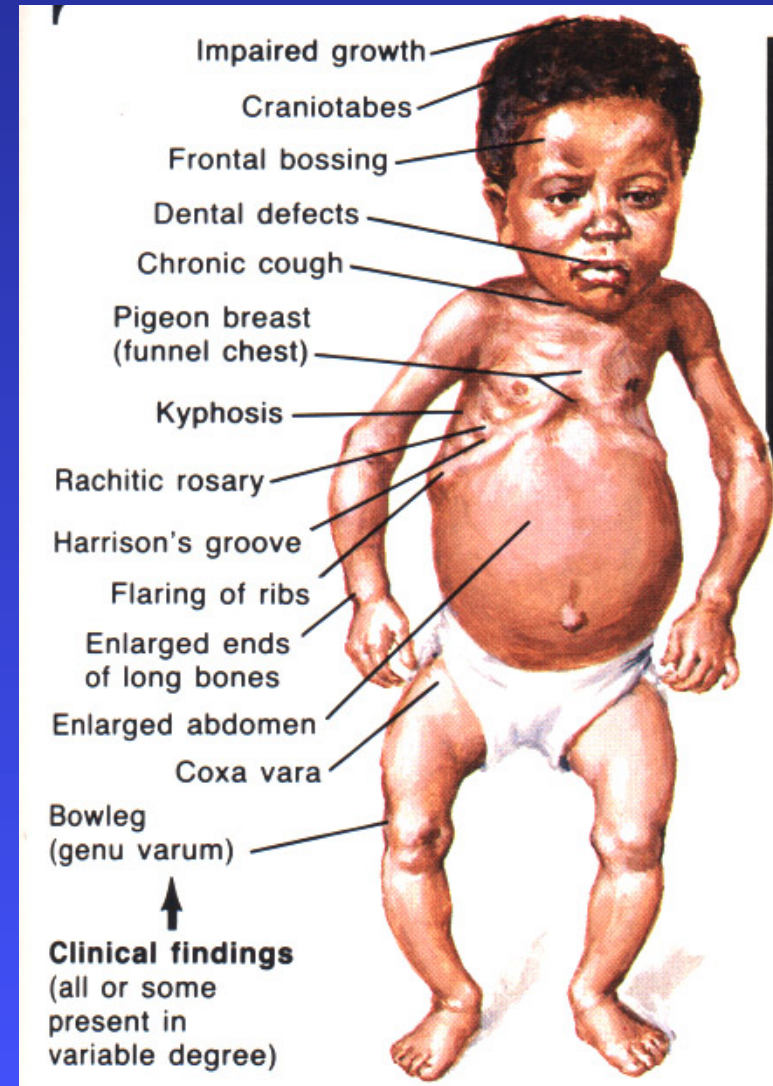 Impaired growth
Craniotabes
Frontal bossing
Dental defects
Chronic cough
Pigeon breast
(funnel chest)
Kyphosis
Rachitic rosary
Harrison's groove
Flaring of ribs
Enlarged ends
of long bones
Enlarged abdomen
Coxa vara
Bowleg
(genu varum)
Clinical findings
(all or some
present in
variable degree)